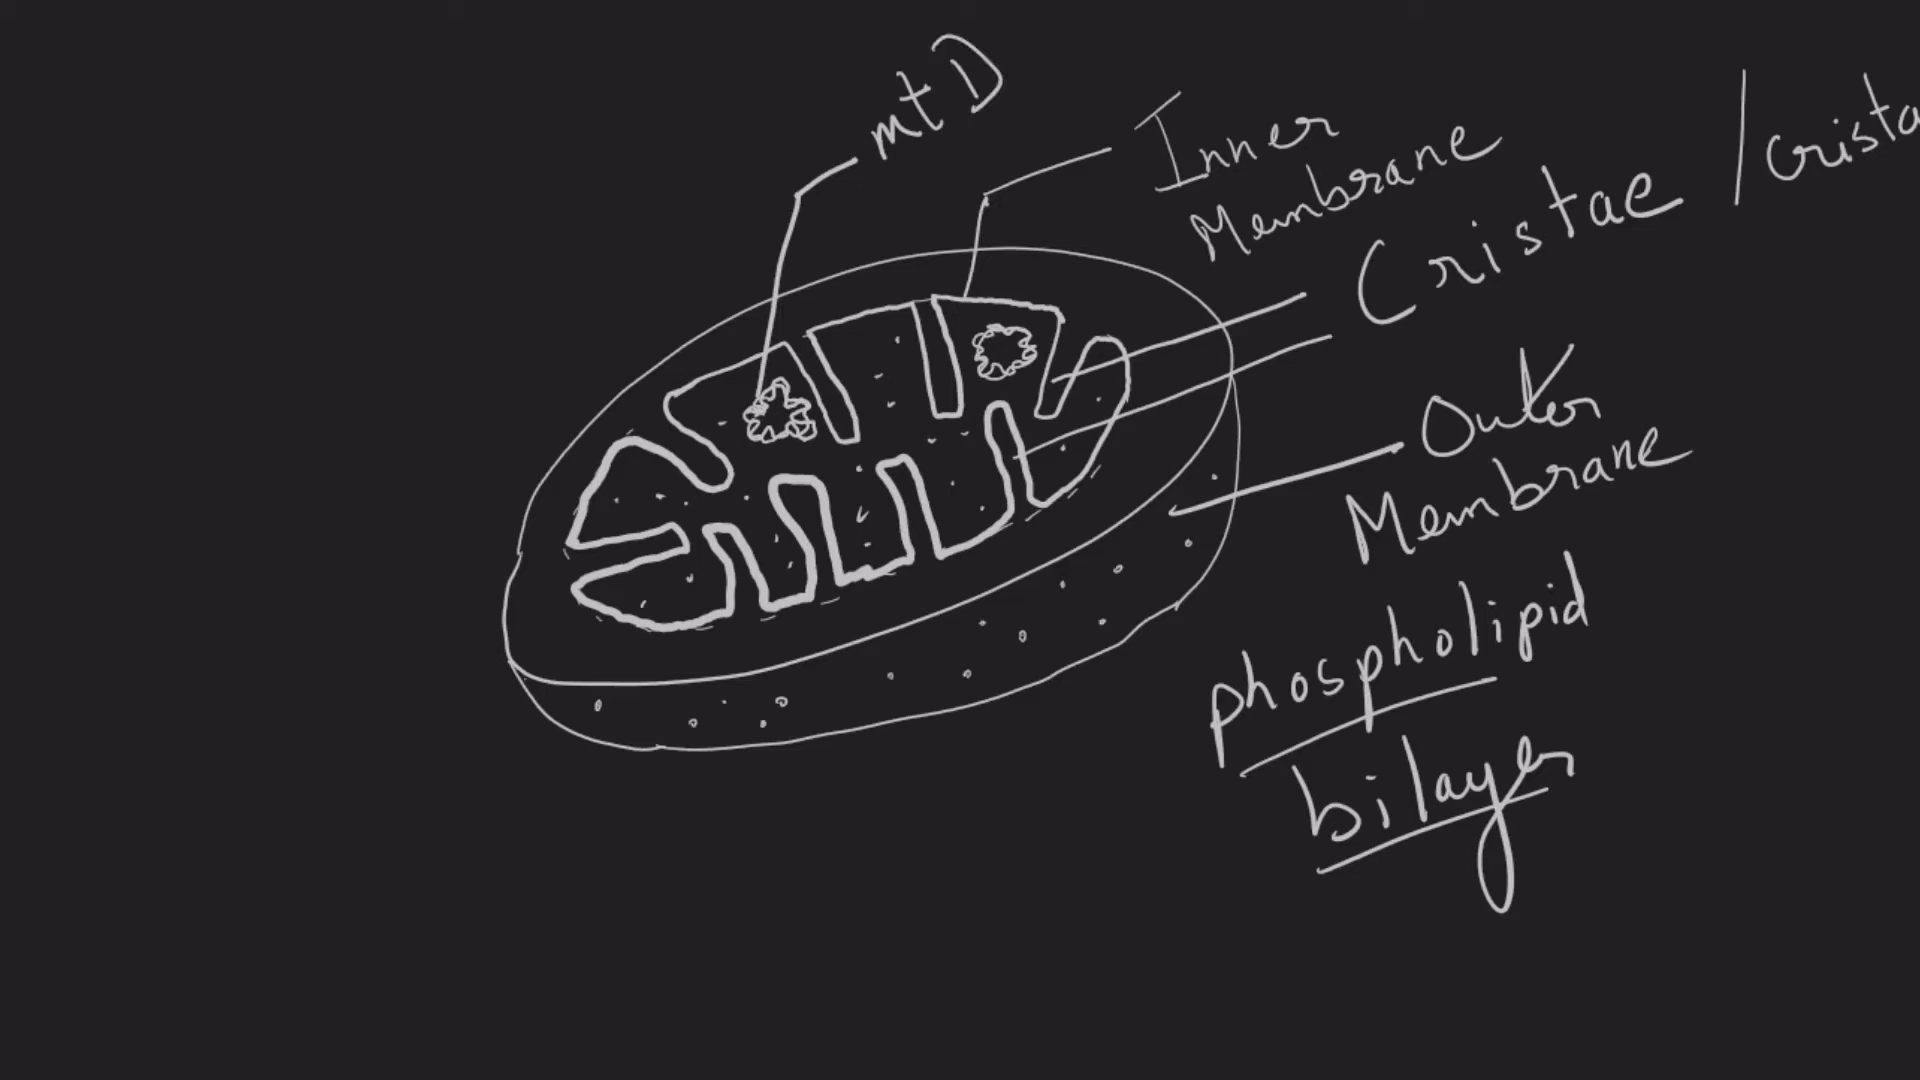 mtD
Inner
Membrane
Cristae / Crista
Outer
Membrane
phospholipid
bilayer